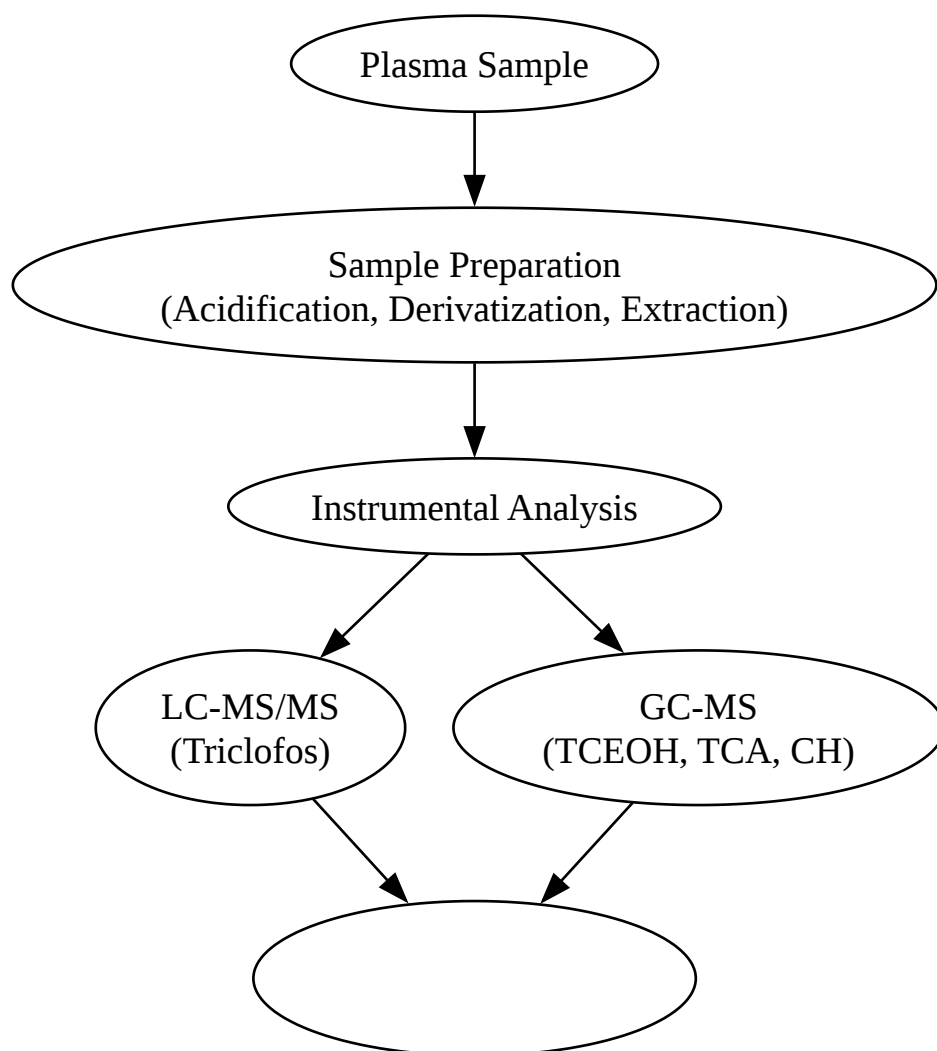 Plasma Sample
Sample Preparation
(Acidification, Derivatization, Extraction)
Instrumental Analysis
LC-MS/MS
(Triclofos)
GC-MS
(TCEOH, TCA, CH)